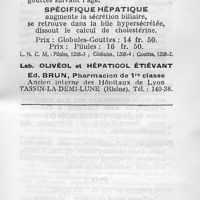 gouttes suivant l'âge.
SPÉCIFIQUE HÉPATIQUE
augmente la sécrétion biliaire,
se retrouve dans la bile hypersécrétée,
dissout le calcul de cholestérine.
Prix : Globules-Gouttes : 14 fr. 50.
Prix : Pilules : 16 fr. 50.
L. N. C. M. : Pilules, 1208-3 ; Globules, 1208-4 ; Gouttes, 1208-2.
Lab. OLIVÉOL et HÉPATICOL ÉTIÉVANT
Ed. BRUN, Pharmacien de 1re classe
Ancien interne des Hôpitaux de Lyon
TASSIN-LA-DEMI-LUNE (Rhône). Tél. : 140-38.